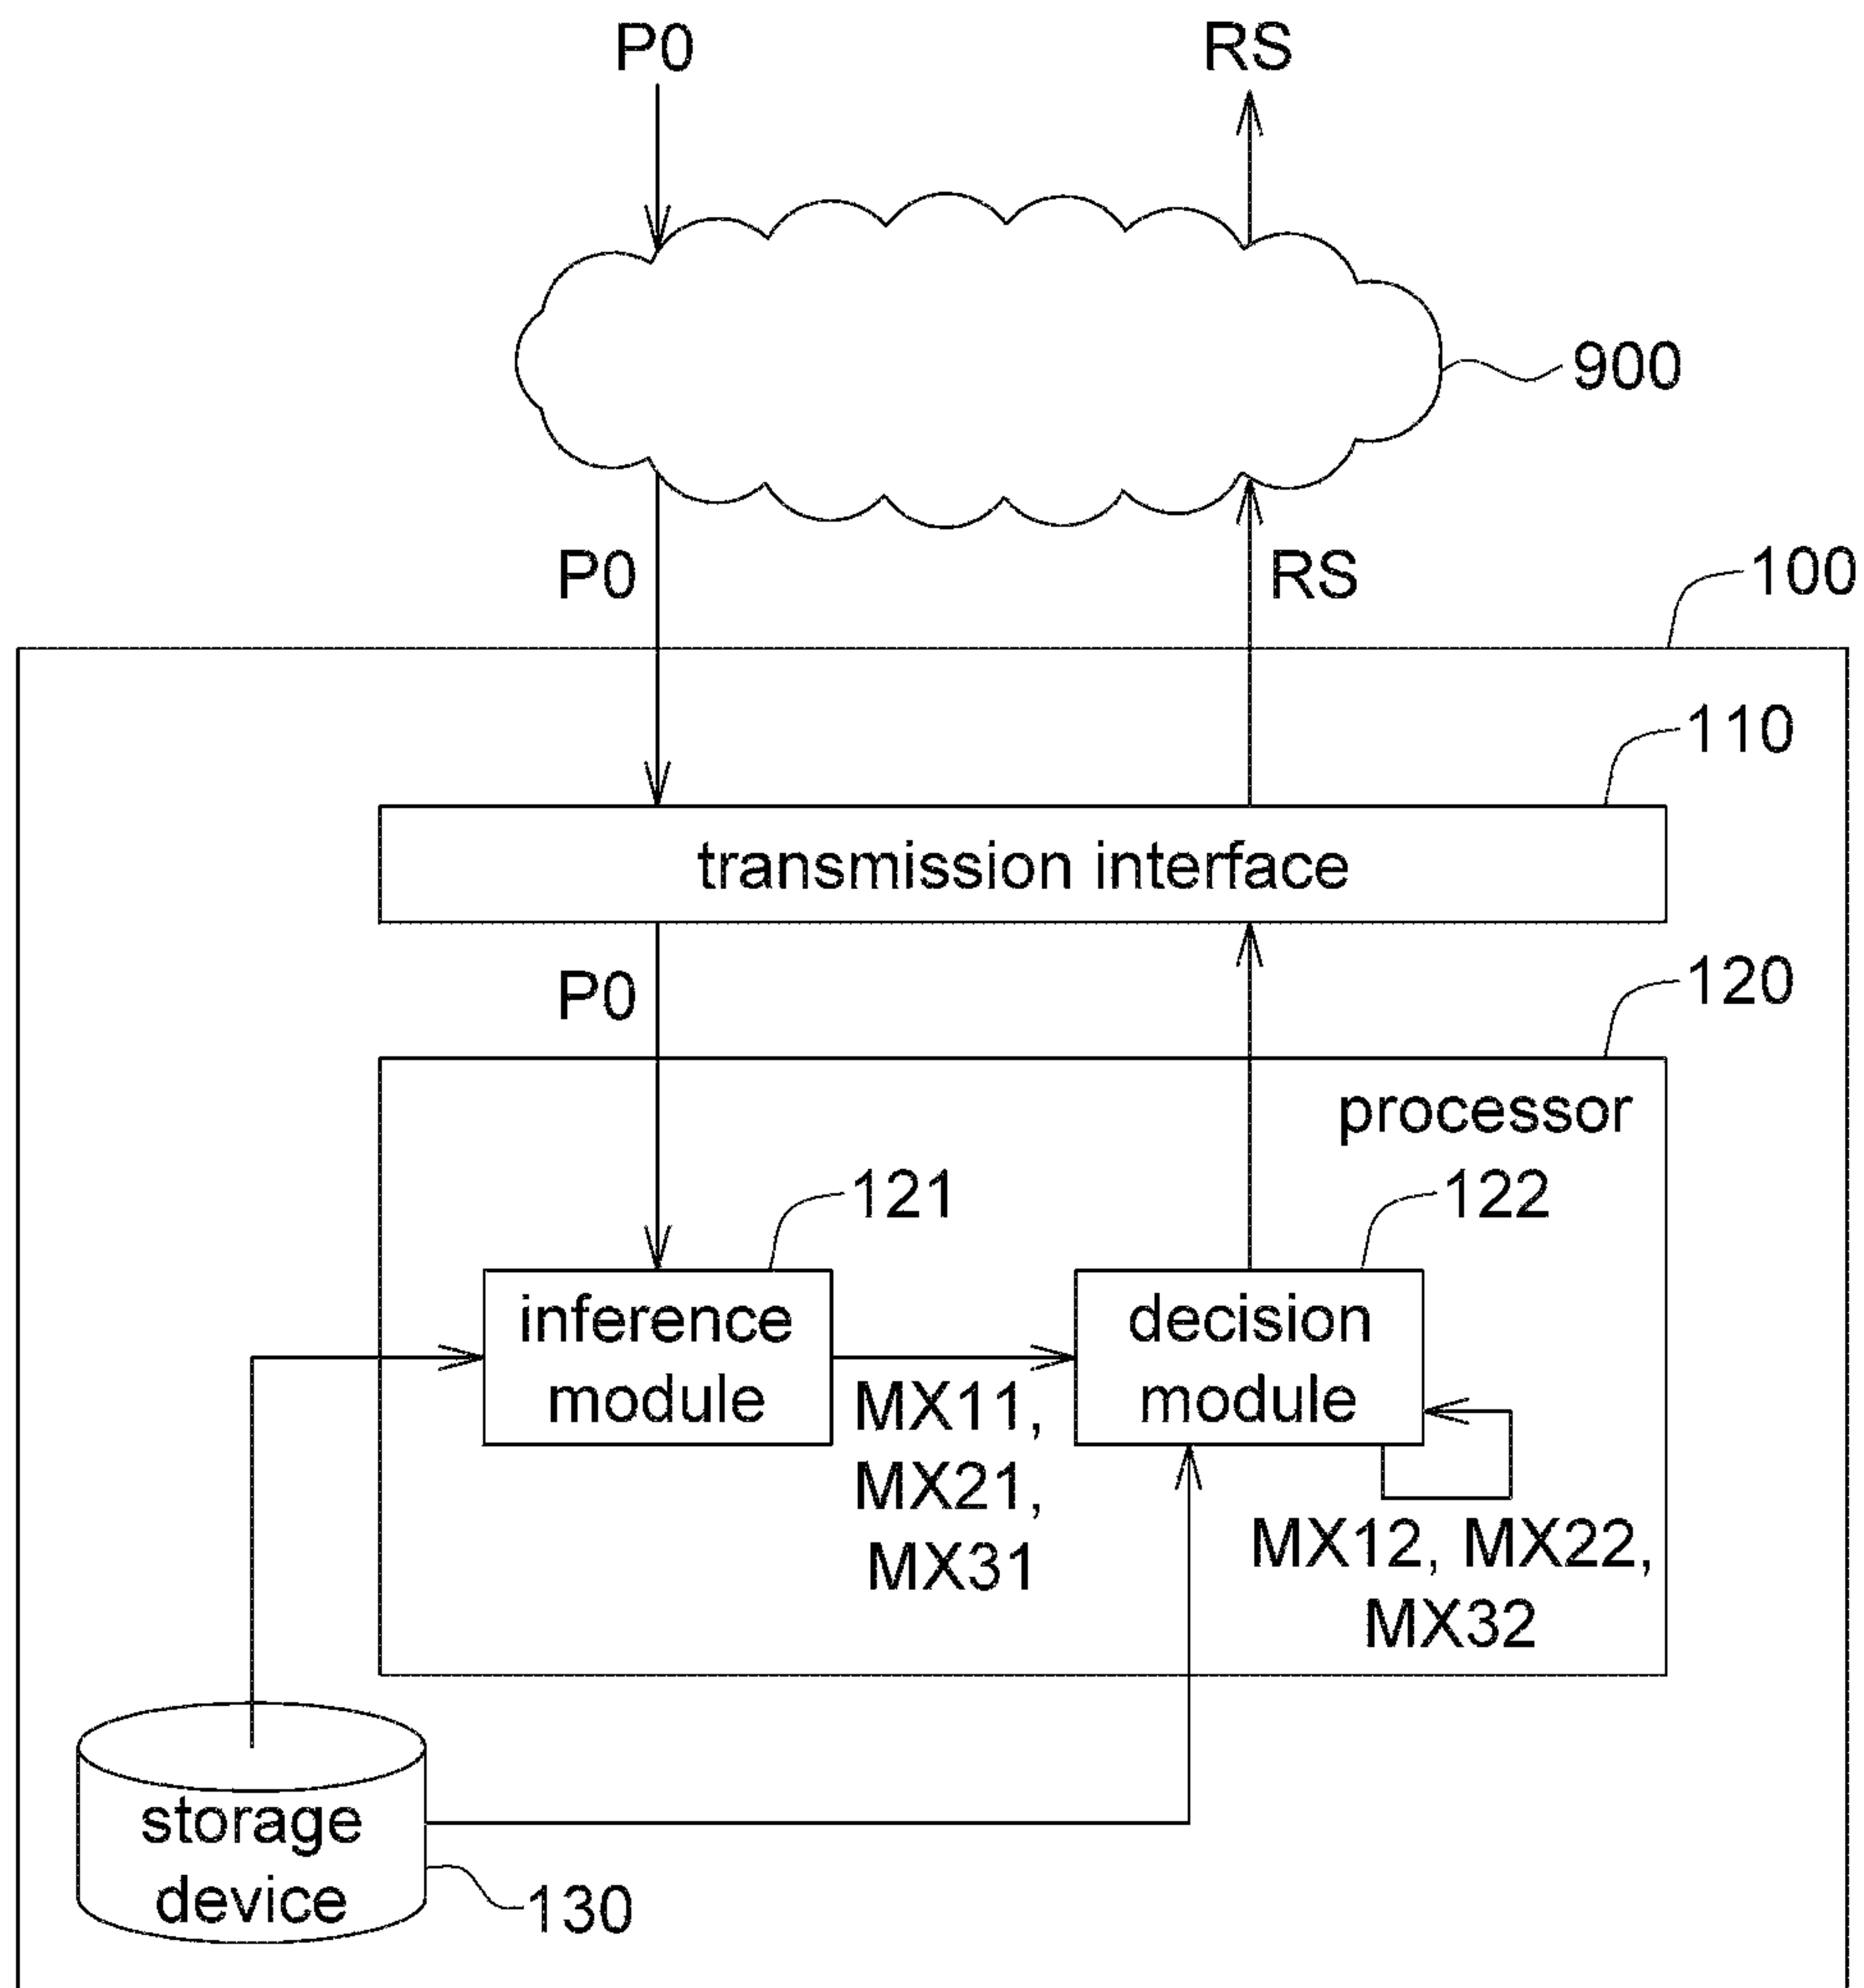 P0
RS
900
P0
RS
100
110
transmission interface
P0
120
processor
121
122
inference
module
decision
module
MX11,
MX21,
MX31
MX12, MX22,
MX32
storage
device
130